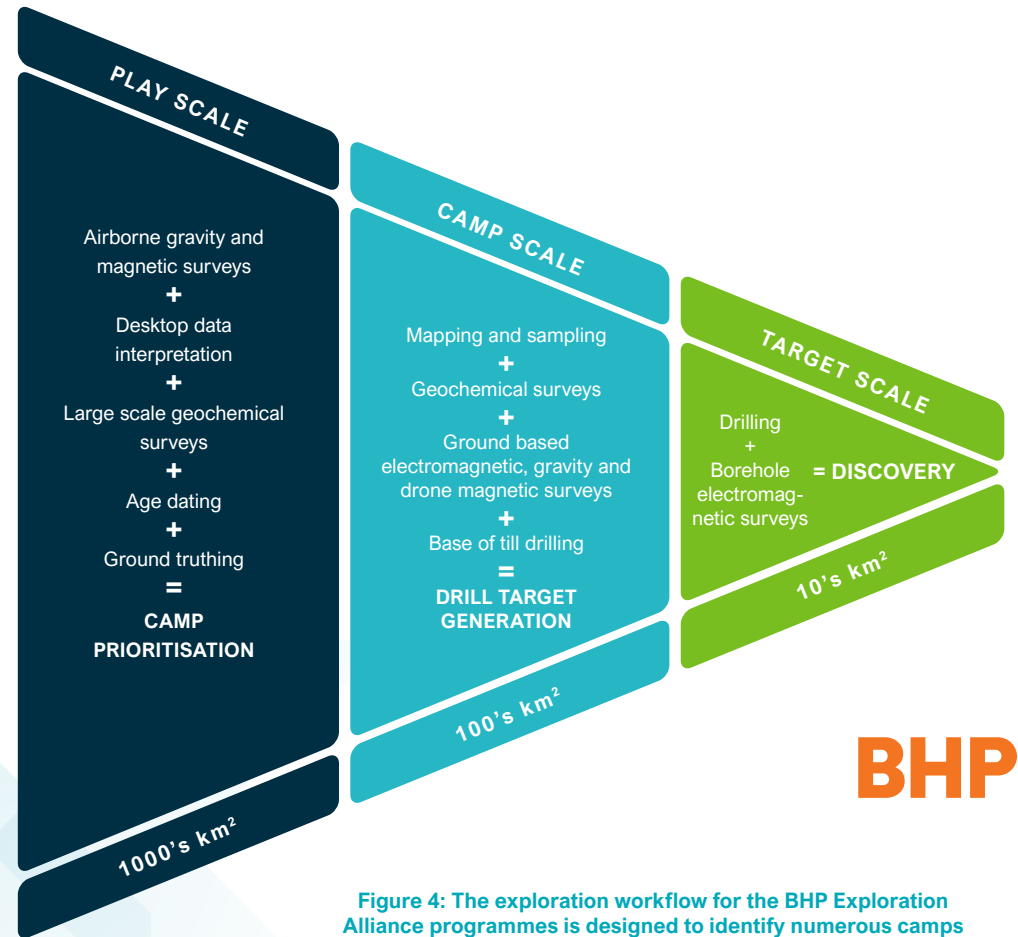 PLAY SCALE
Airborne gravity and
magnetic surveys
+
Desktop data
interpretation
+
Large scale geochemical
surveys
+
Age dating
+
Ground truthing
=
CAMP
PRIORITISATION
1000's km²
CAMP SCALE
Mapping and sampling
+
Geochemical surveys
+
Ground based
electromagnetic, gravity and
drone magnetic surveys
+
Base of till drilling
=
DRILL TARGET
GENERATION
100's km²
TARGET SCALE
Drilling
+
Borehole
electromag-
netic surveys
= DISCOVERY
10's km²
BHP
Figure 4: The exploration workflow for the BHP Exploration
Alliance programmes is designed to identify numerous camps